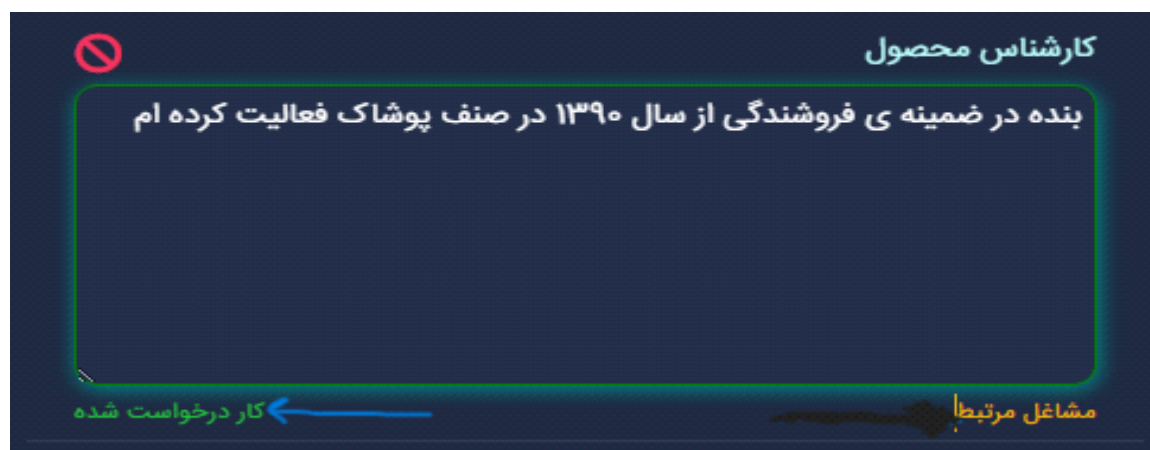 کارشناس محصول
بنده در ضمینه ی فروشندگی از سال ۱۳۹۰ در صنف پوشاک فعالیت کرده ام
مشاغل مرتبط
کار درخواست شده